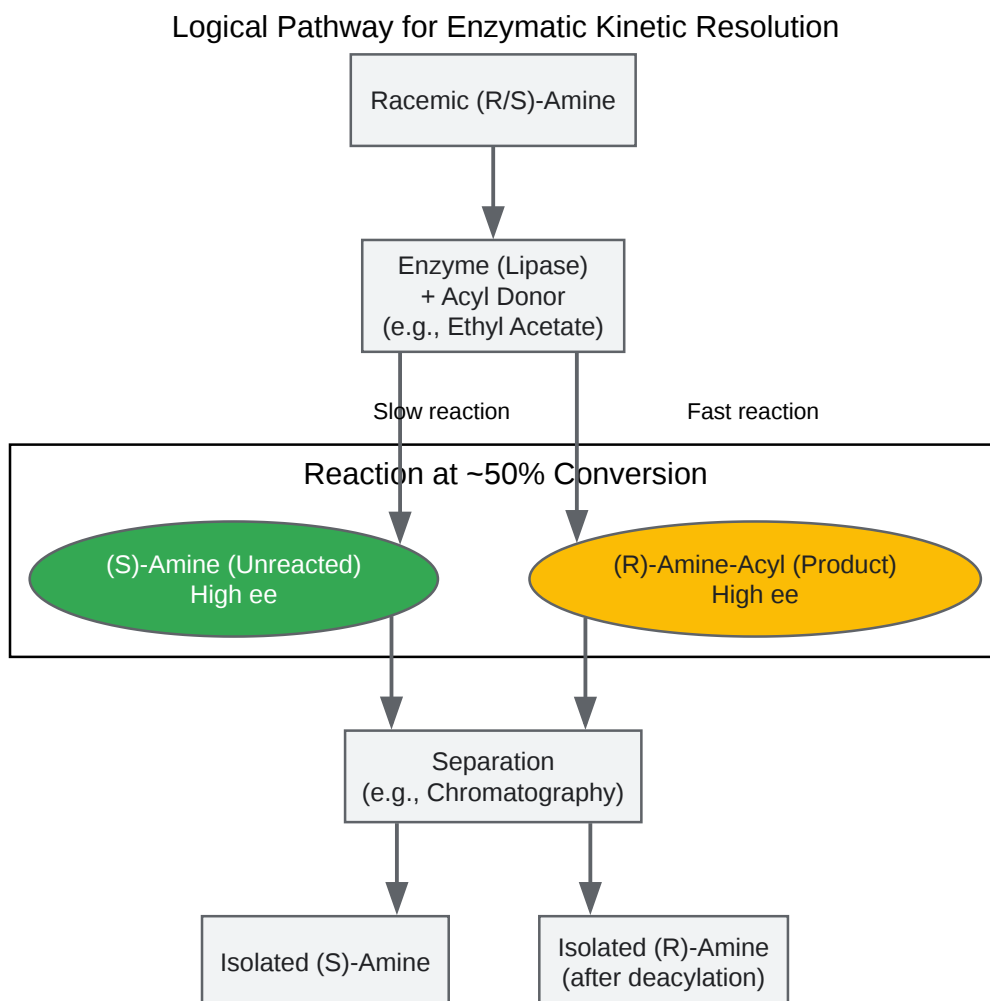 Logical Pathway for Enzymatic Kinetic Resolution
Racemic (R/S)-Amine
Enzyme (Lipase)
+ Acyl Donor
(e.g., Ethyl Acetate)
Slow reaction
Fast reaction
Reaction at ~50% Conversion
(S)-Amine (Unreacted)
High ee
(R)-Amine-Acyl (Product)
High ee
Separation
(e.g., Chromatography)
Isolated (S)-Amine
Isolated (R)-Amine
(after deacylation)